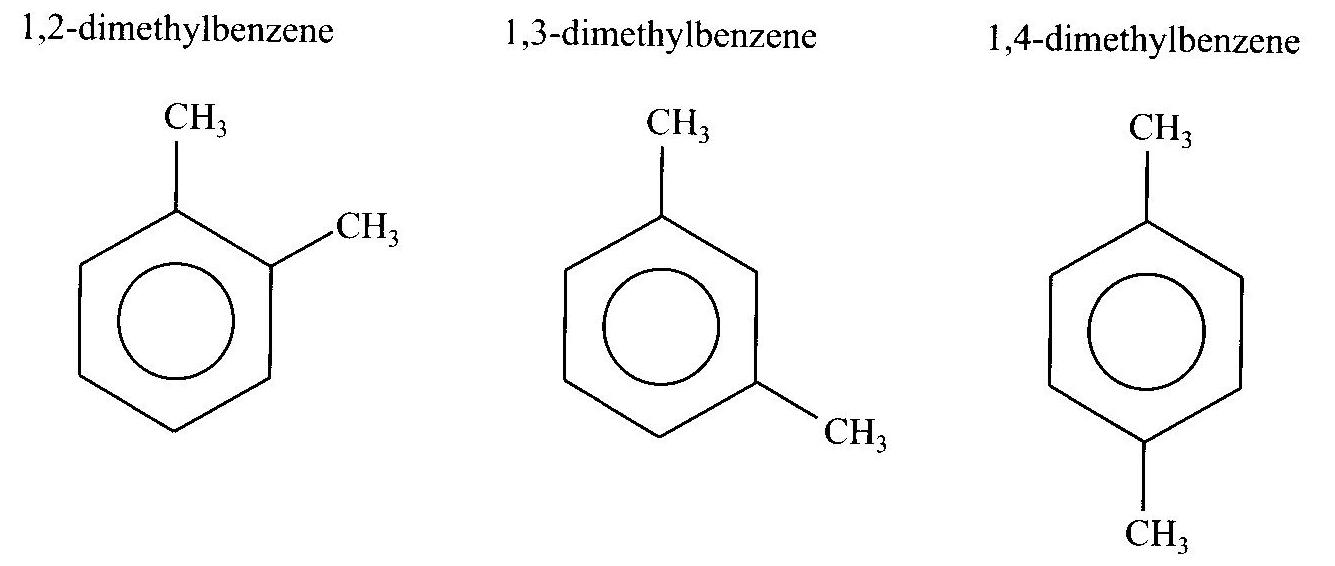 1,2-dimethylbenzene
1,3-dimethylbenzene
1,4-dimethylbenzene
CH₃
CH₃
CH₃
CH₃
CH₃
CH₃